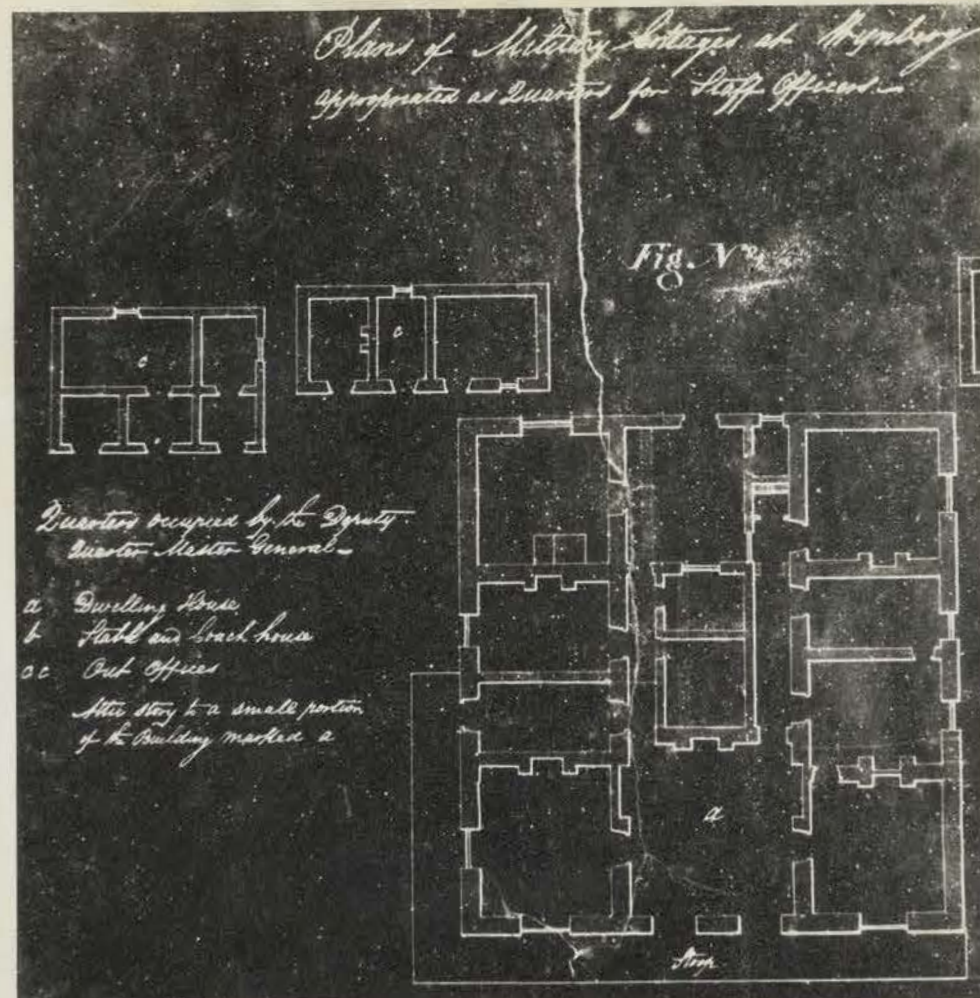 Plans of Military Cottages at Wynberg
appropriated as Quarters for Staff Officers.—
Fig. Nº
c
c
Quarters occupied by the Deputy
Quarter Master General—
a Dwelling House
b Stable and Coach house
cc Out Offices
Attic story to a small portion
of the Building marked a
a
Stoep